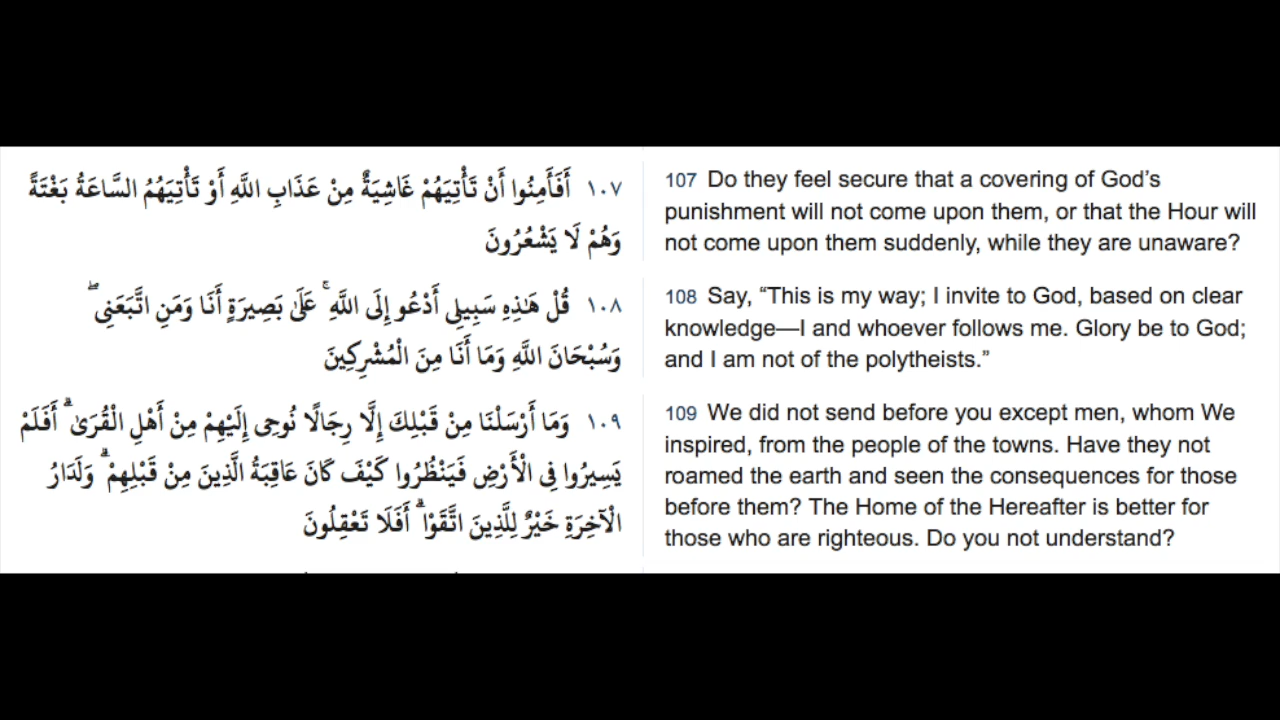 ١٠٧ أَفَأَمِنُوا أَنْ تَأْتِيَهُمْ غَاشِيَةٌ مِنْ عَذَابِ اللَّهِ أَوْ تَأْتِيَهُمُ السَّاعَةُ بَغْتَةً
وَهُمْ لَا يَشْعُرُونَ
107 Do they feel secure that a covering of God’s
punishment will not come upon them, or that the Hour will
not come upon them suddenly, while they are unaware?
١٠٨ قُلْ هَـٰذِهِ سَبِيلِي أَدْعُو إِلَى اللَّهِ ۚ عَلَىٰ بَصِيرَةٍ أَنَا وَمَنِ اتَّبَعَنِي ۖ
وَسُبْحَانَ اللَّهِ وَمَا أَنَا مِنَ الْمُشْرِكِينَ
108 Say, “This is my way; I invite to God, based on clear
knowledge—I and whoever follows me. Glory be to God;
and I am not of the polytheists.”
١٠٩ وَمَا أَرْسَلْنَا مِنْ قَبْلِكَ إِلَّا رِجَالًا نُوحِي إِلَيْهِمْ مِنْ أَهْلِ الْقُرَىٰ ۗ أَفَلَمْ
يَسِيرُوا فِي الْأَرْضِ فَيَنْظُرُوا كَيْفَ كَانَ عَاقِبَةُ الَّذِينَ مِنْ قَبْلِهِمْ ۗ وَلَدَارُ
الْآخِرَةِ خَيْرٌ لِلَّذِينَ اتَّقَوْا ۗ أَفَلَا تَعْقِلُونَ
109 We did not send before you except men, whom We
inspired, from the people of the towns. Have they not
roamed the earth and seen the consequences for those
before them? The Home of the Hereafter is better for
those who are righteous. Do you not understand?